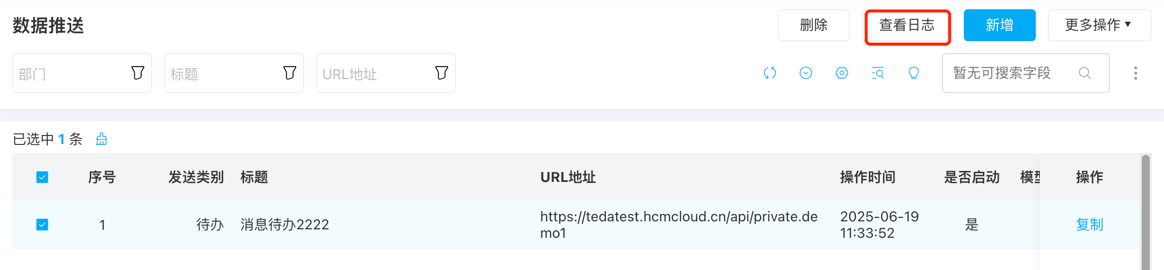 数据推送
删除
查看日志
新增
更多操作
部门
标题
URL地址
暂无可搜索字段
已选中 1 条
序号 发送类别 标题 URL地址 操作时间 是否启动 模型 操作
1 待办 消息待办2222 https://tedatest.hcmcloud.cn/api/private.de 2025-06-19 是 复制
mo1 11:33:52